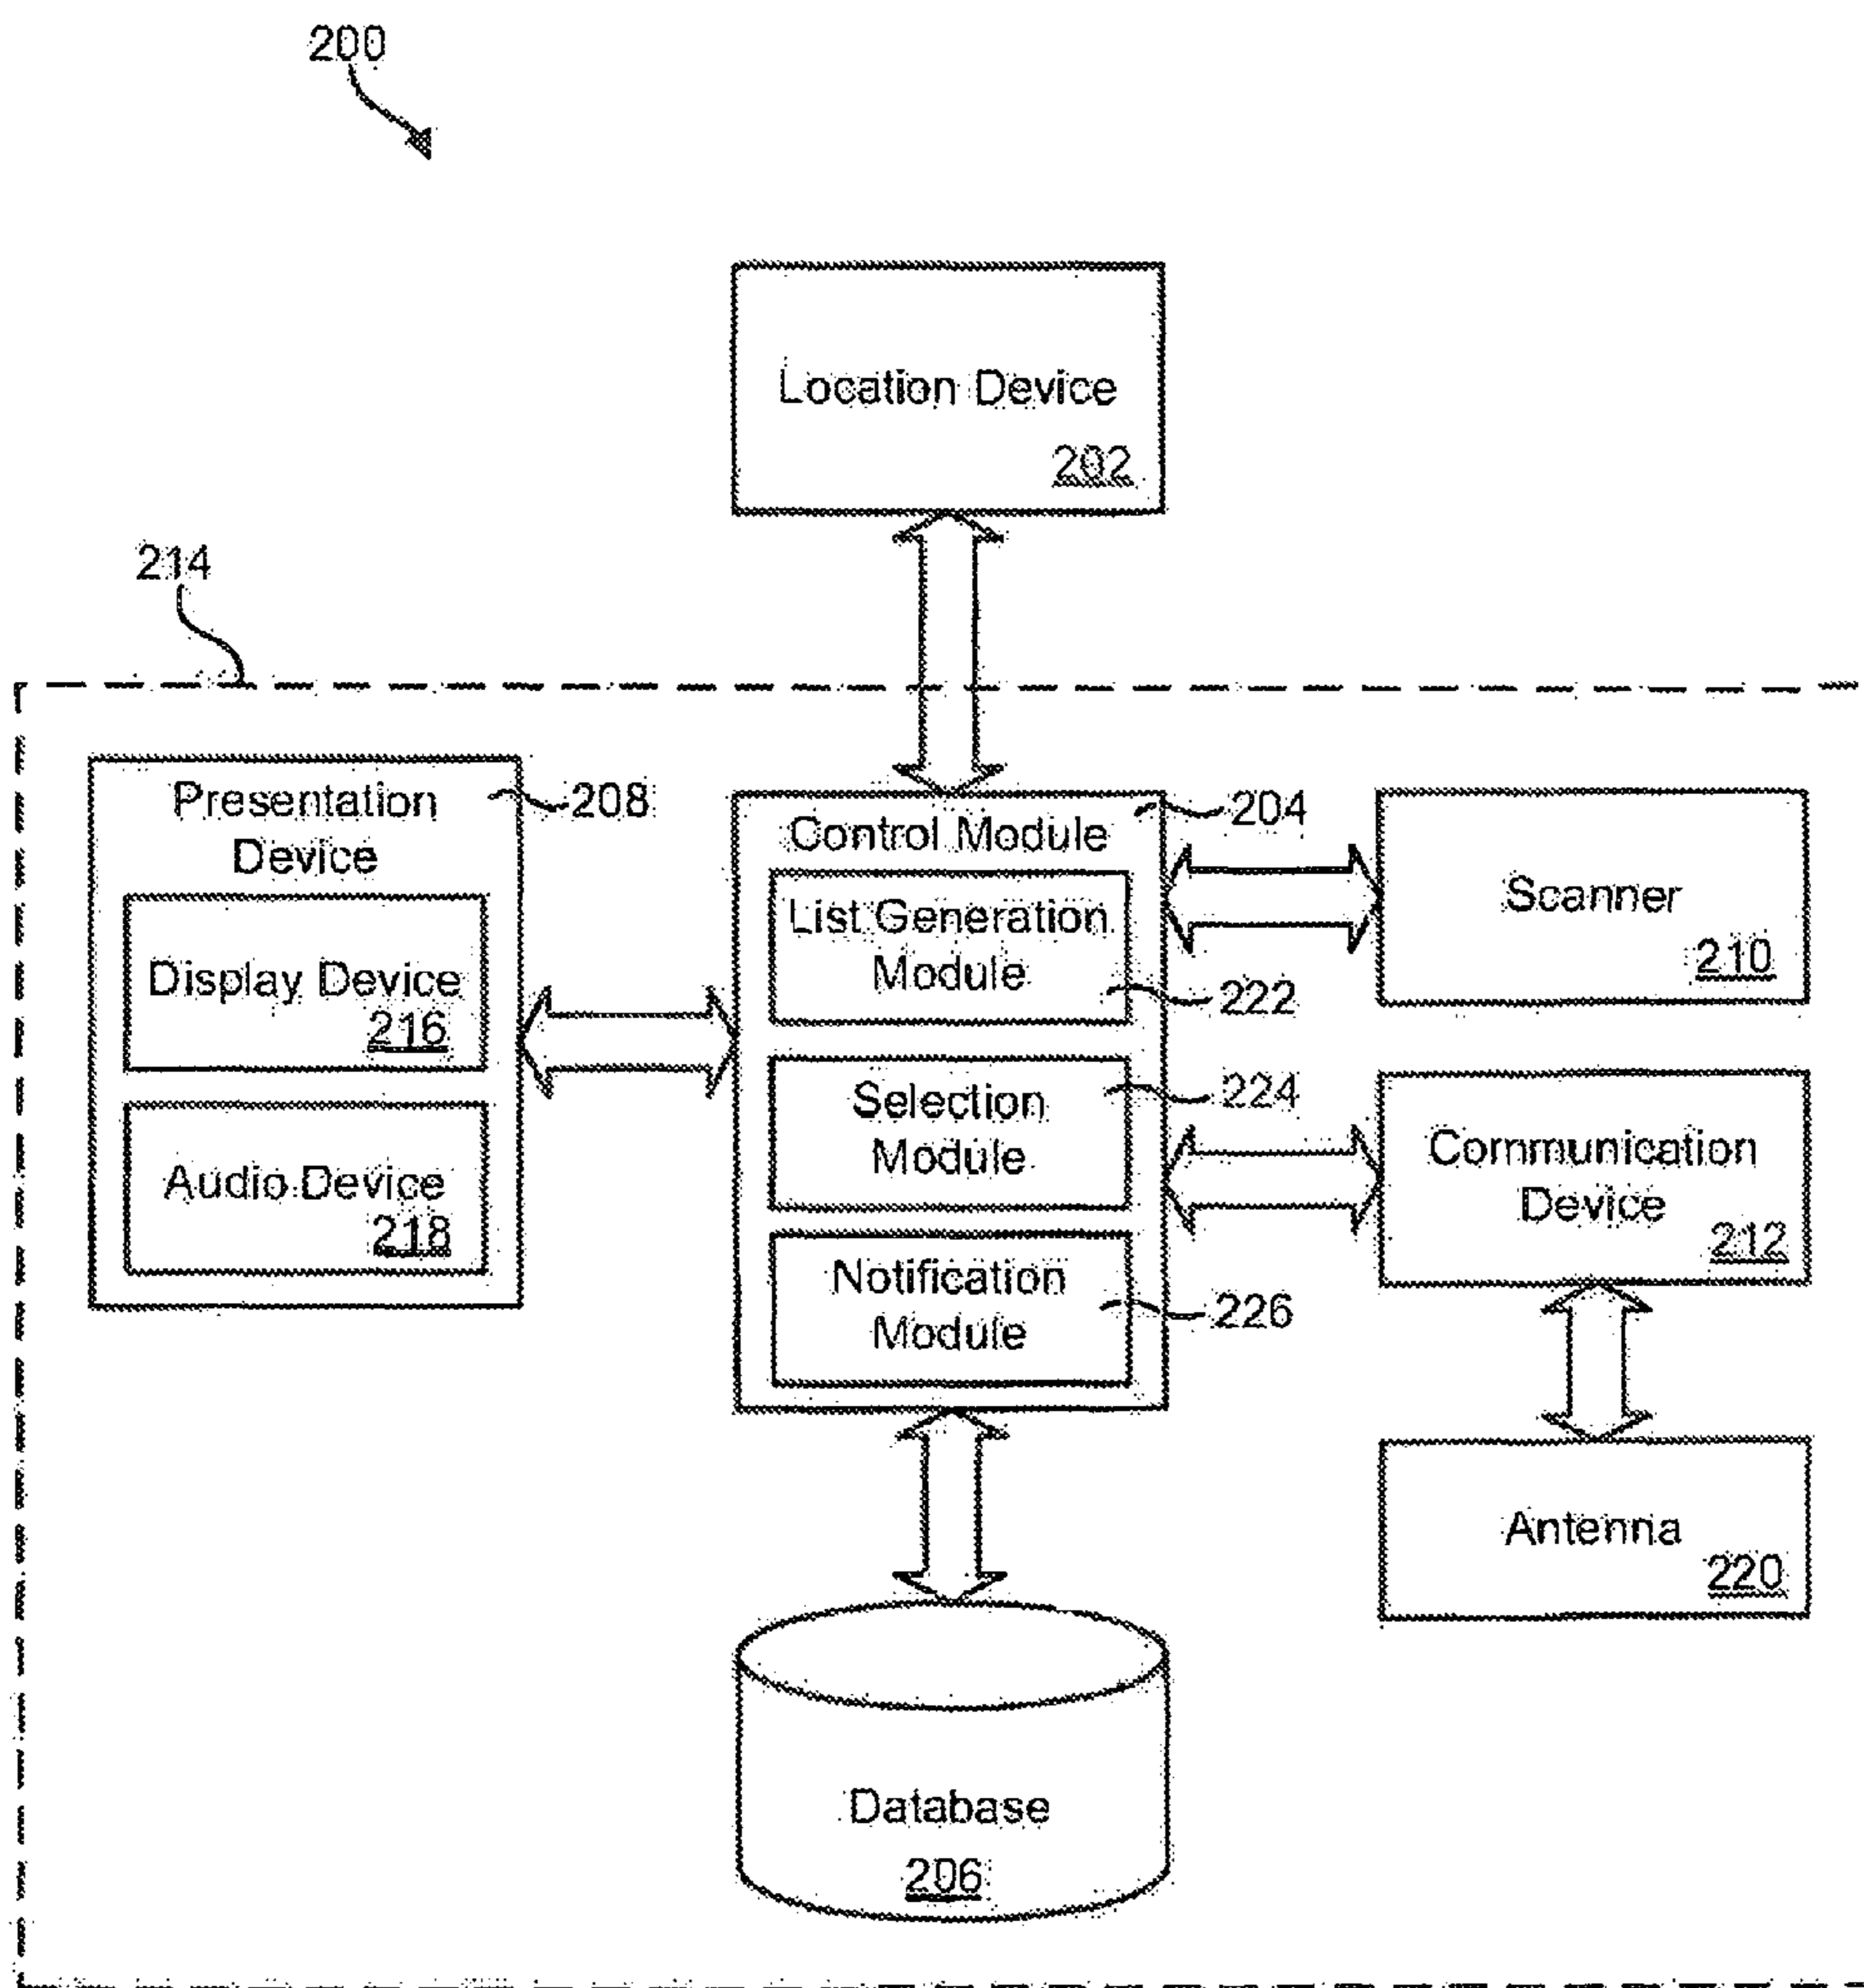 200
Location Device
202
214
Presentation
Device
208
Display Device
216
Audio Device
218
Control Module
204
List Generation
Module
222
Selection
Module
224
Notification
Module
226
Scanner
210
Communication
Device
212
Antenna
220
Database
206